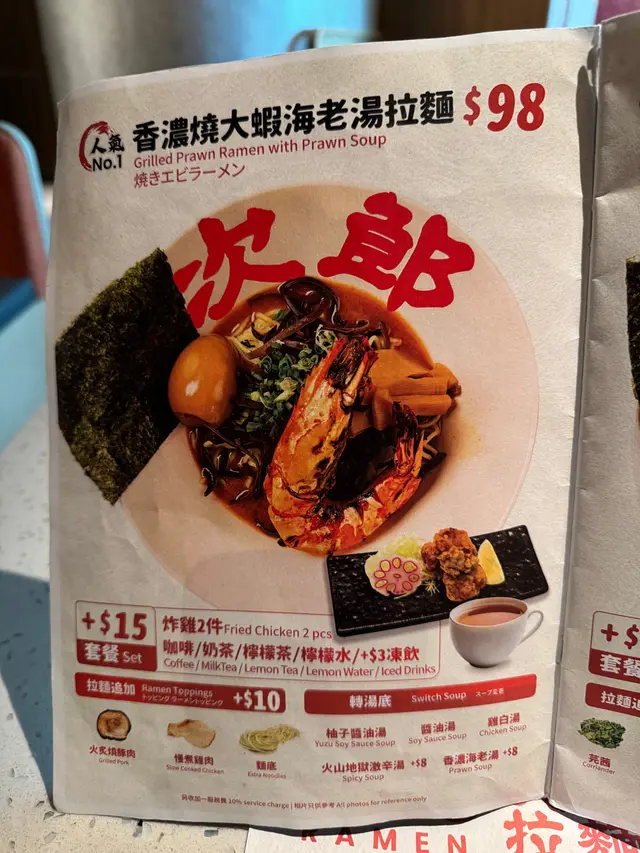 人氣
No.1
香濃燒大蝦海老湯拉麵 $98
Grilled Prawn Ramen with Prawn Soup
焼きエビラーメン
次郎
+$15
套餐 Set
炸雞2件 Fried Chicken 2 pcs
咖啡/奶茶/檸檬茶/檸檬水/+$3凍飲
Coffee / MilkTea / Lemon Tea / Lemon Water / Iced Drinks
拉麵追加 Ramen Toppings +$10
トッピング ラーメントッピング
火炙燒豚肉
Grilled Pork
慢煮雞肉
Slow Cooked Chicken
麵底
Extra Noodles
轉湯底 Switch Soup スープ変更
柚子醬油湯
Yuzu Soy Sauce Soup
醬油湯
Soy Sauce Soup
雞白湯
Chicken Soup
火山地獄激辛湯 +$8
Spicy Soup
香濃海老湯 +$8
Prawn Soup
另收加一服務費 10% service charge | 相片只供參考 All photos for reference only
+$
套餐
拉麵追
芫茜
Coriander
RAMEN 拉麵